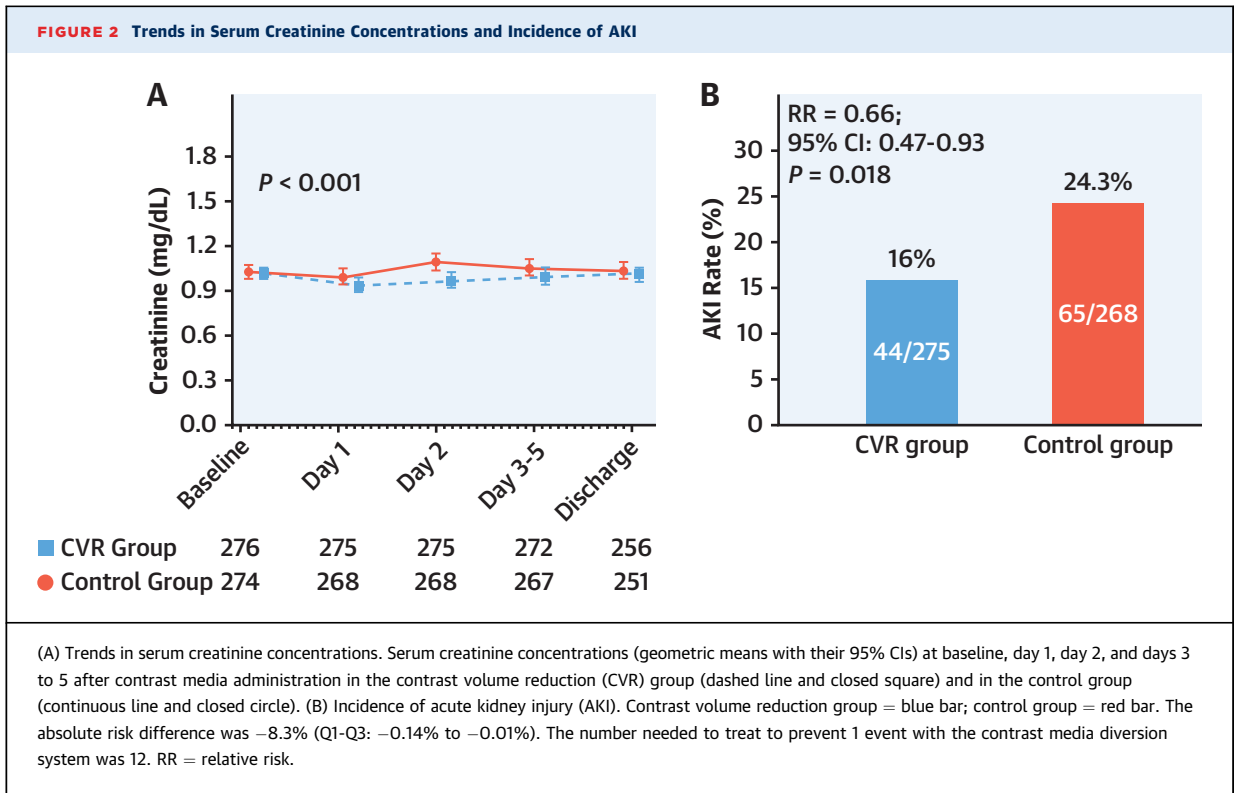 FIGURE 2 Trends in Serum Creatinine Concentrations and Incidence of AKI
A
Creatinine (mg/dL)
1.8
1.5
1.2
0.9
0.6
0.3
0.0
P < 0.001
Baseline
Day 1
Day 2
Day 3-5
Discharge
CVR Group 276 275 275 272 256
Control Group 274 268 268 267 251
B
AKI Rate (%)
30
25
20
15
10
5
0
RR = 0.66;
95% CI: 0.47-0.93
P = 0.018
16%
44/275
24.3%
65/268
CVR group
Control group
(A) Trends in serum creatinine concentrations. Serum creatinine concentrations (geometric means with their 95% CIs) at baseline, day 1, day 2, and days 3
to 5 after contrast media administration in the contrast volume reduction (CVR) group (dashed line and closed square) and in the control group
(continuous line and closed circle). (B) Incidence of acute kidney injury (AKI). Contrast volume reduction group = blue bar; control group = red bar. The
absolute risk difference was −8.3% (Q1-Q3: −0.14% to −0.01%). The number needed to treat to prevent 1 event with the contrast media diversion
system was 12. RR = relative risk.